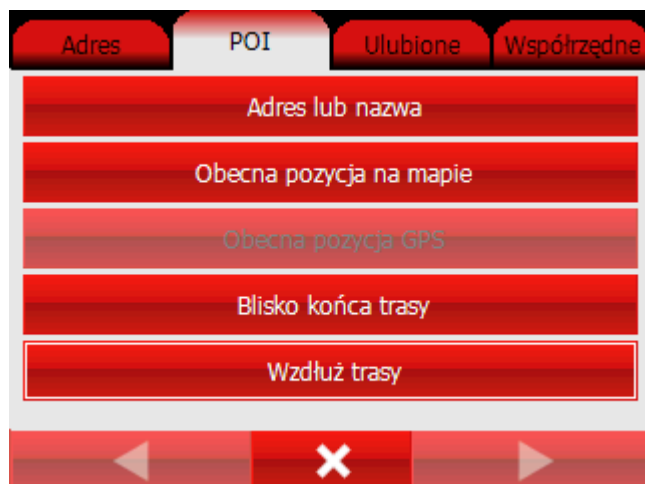 Adres
POI
Ulubione
Współrzędne
Adres lub nazwa
Obecna pozycja na mapie
Obecna pozycja GPS
Blisko końca trasy
Wzdłuż trasy